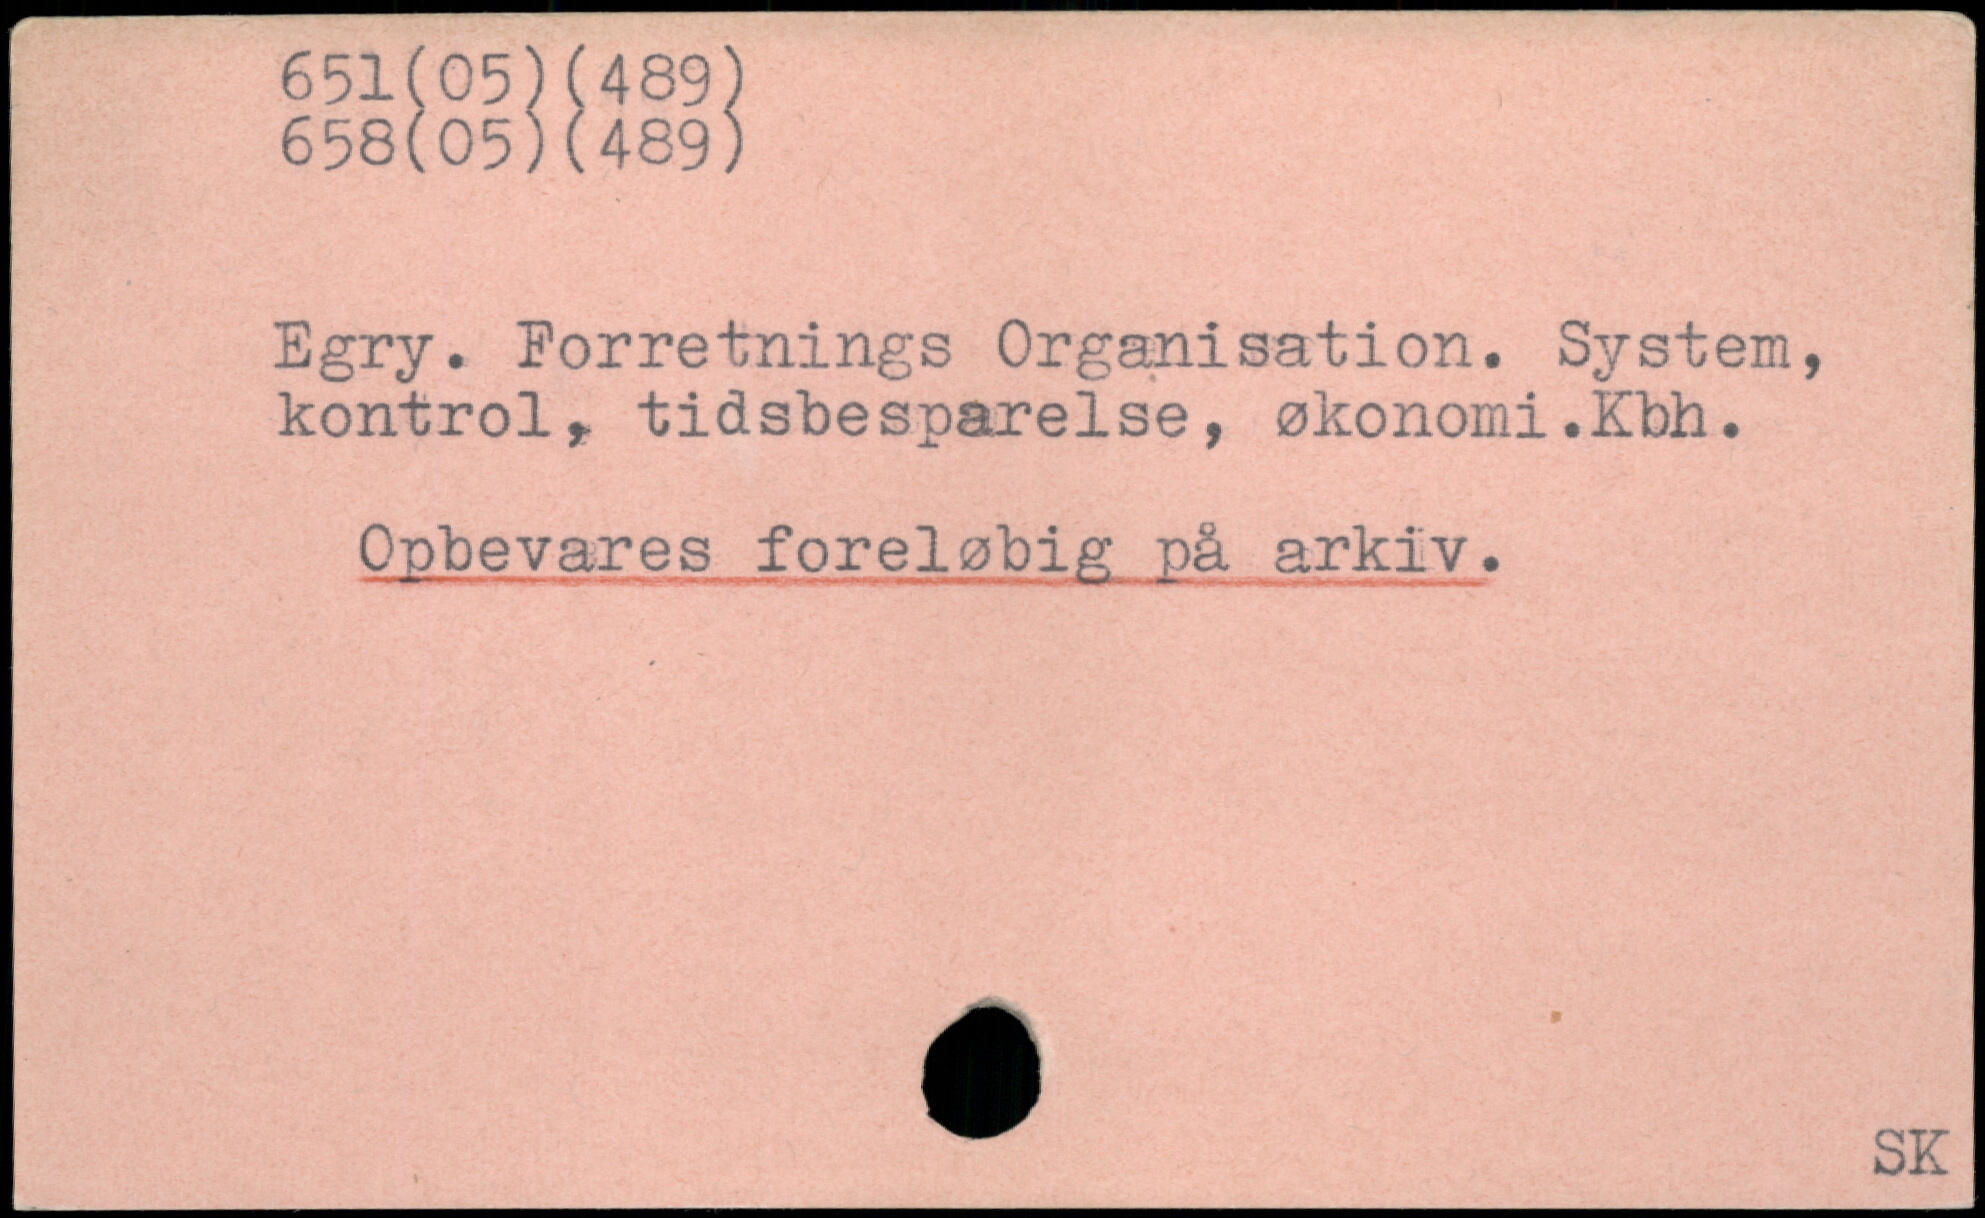 651(05)(489)
658(05)(489)
Egry. Forretnings Organisation. System,
kontrol, tidsbesparelse, økonomi.Kbh.
Opbevares foreløbig på arkiv.
SK